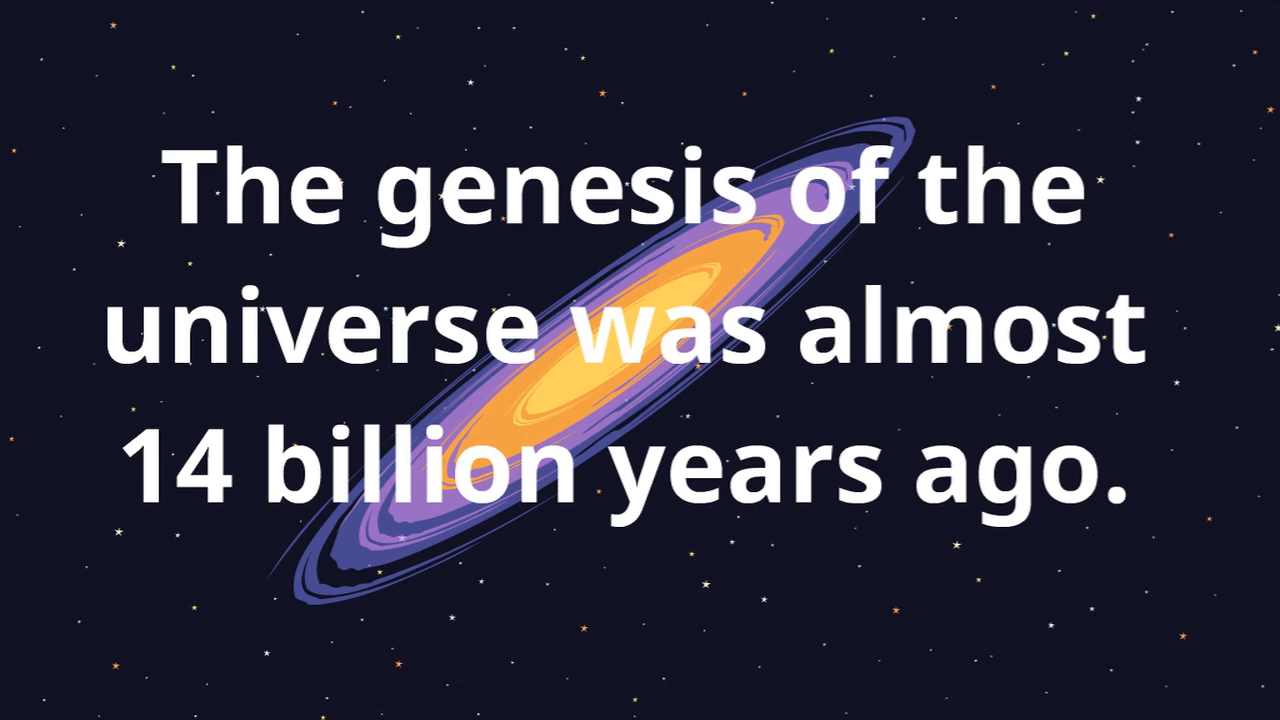 The genesis of the
universe was almost
14 billion years ago.